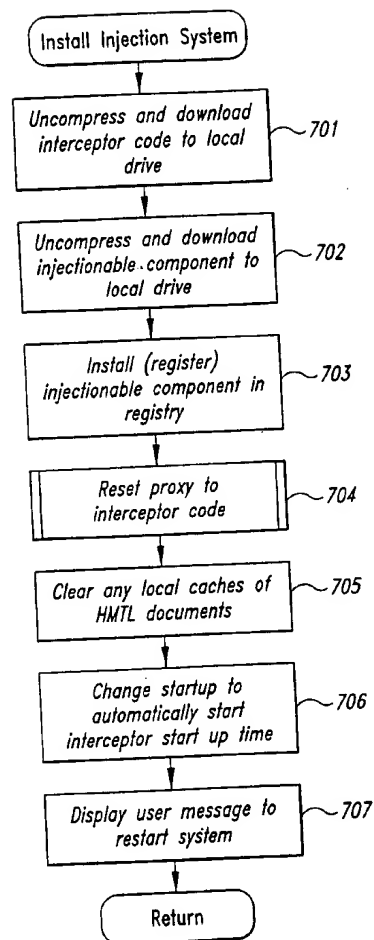 Install Injection System
Uncompress and download
interceptor code to local
drive
701
Uncompress and download
injectionable component to
local drive
702
Install (register)
injectionable component in
registry
703
Reset proxy to
interceptor code
704
Clear any local caches of
HMTL documents
705
Change startup to
automatically start
interceptor start up time
706
Display user message to
restart system
707
Return